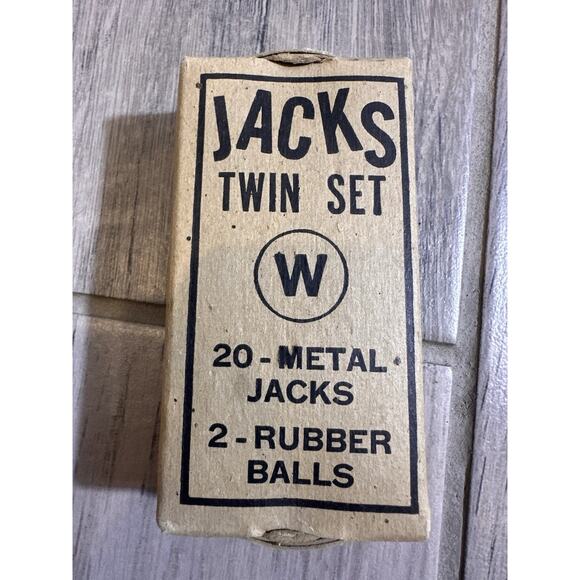 JACKS
TWIN SET
W
20-METAL
JACKS
2-RUBBER
BALLS